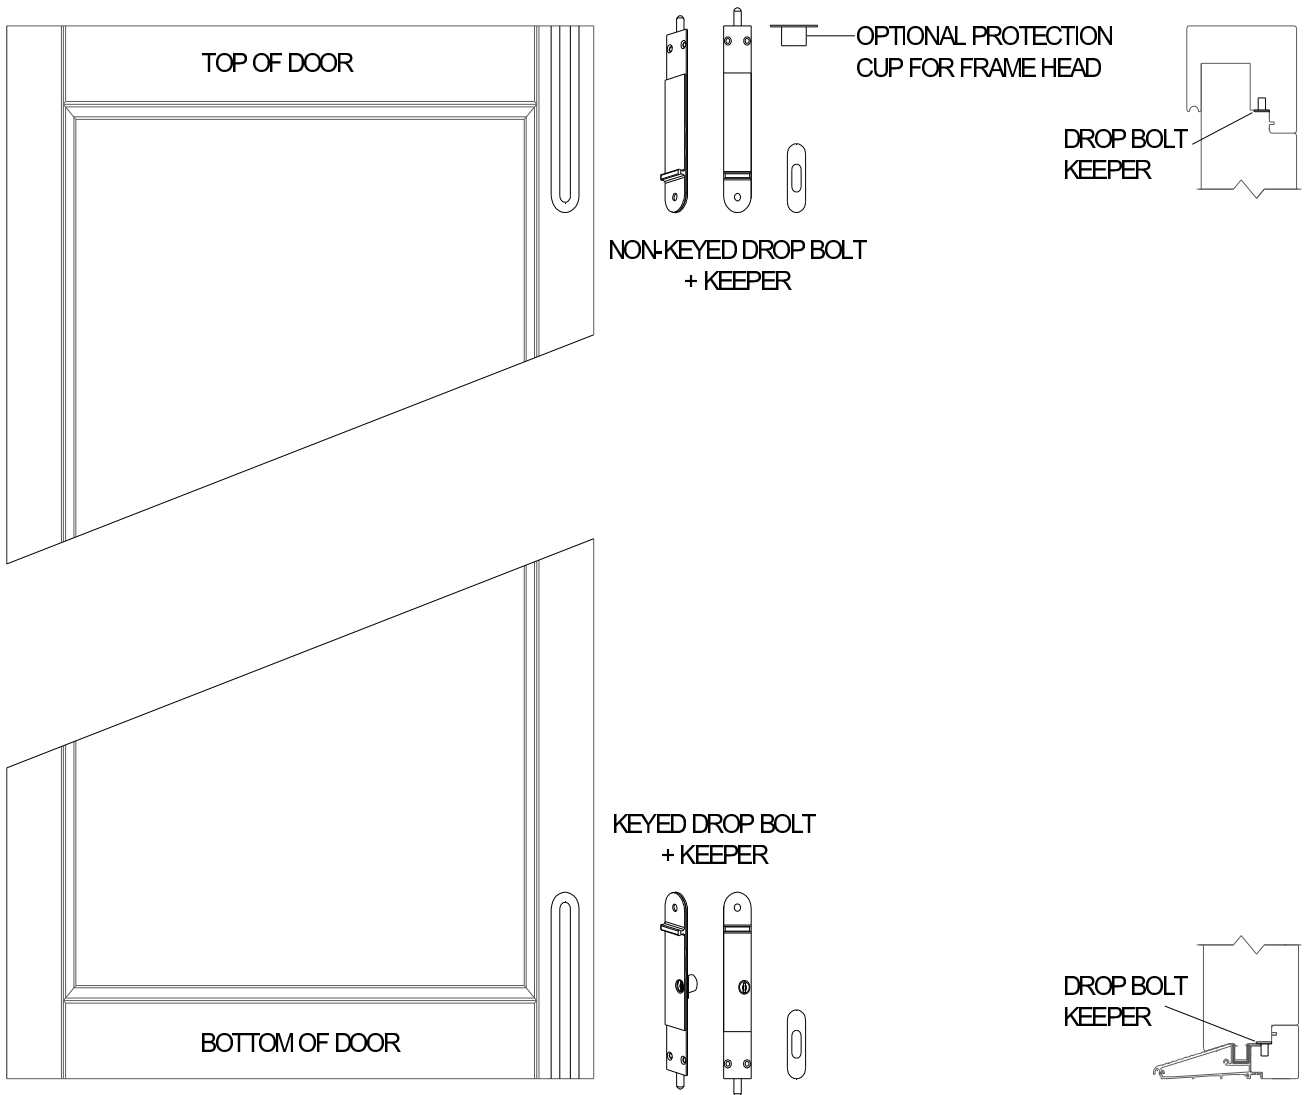 TOP OF DOOR
OPTIONAL PROTECTION
CUP FOR FRAME HEAD
DROP BOLT
KEEPER
NON-KEYED DROP BOLT
+ KEEPER
KEYED DROP BOLT
+ KEEPER
DROP BOLT
KEEPER
BOTTOM OF DOOR